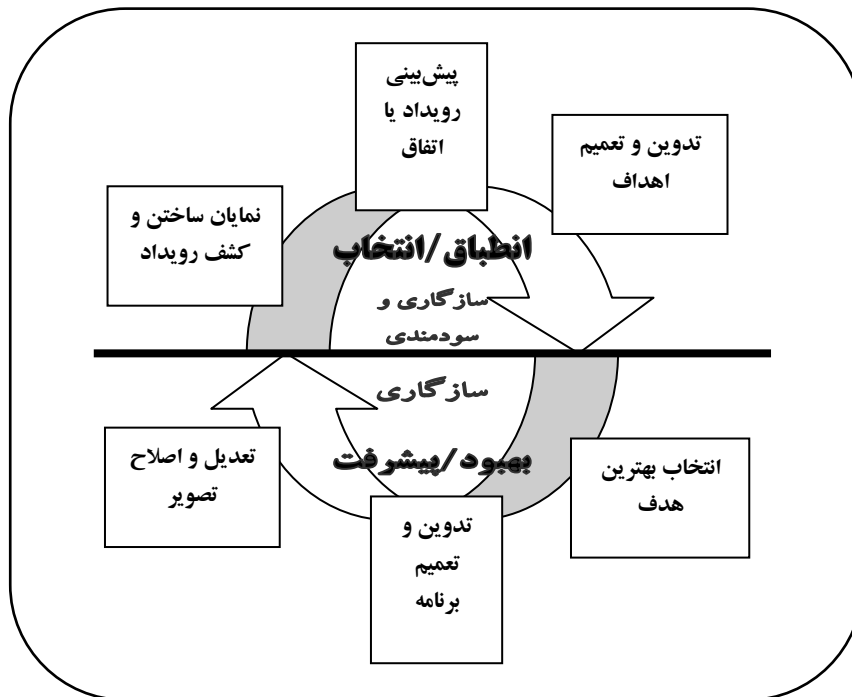 پیش‌بینی
رویداد یا
اتفاق
تدوین و تعمیم
اهداف
نمایان ساختن و
کشف رویداد
انطباق/انتخاب
سازگاری و
سودمندی
سازگاری
بهبود/پیشرفت
تعدیل و اصلاح
تصویر
انتخاب بهترین
هدف
تدوین و
تعمیم
برنامه